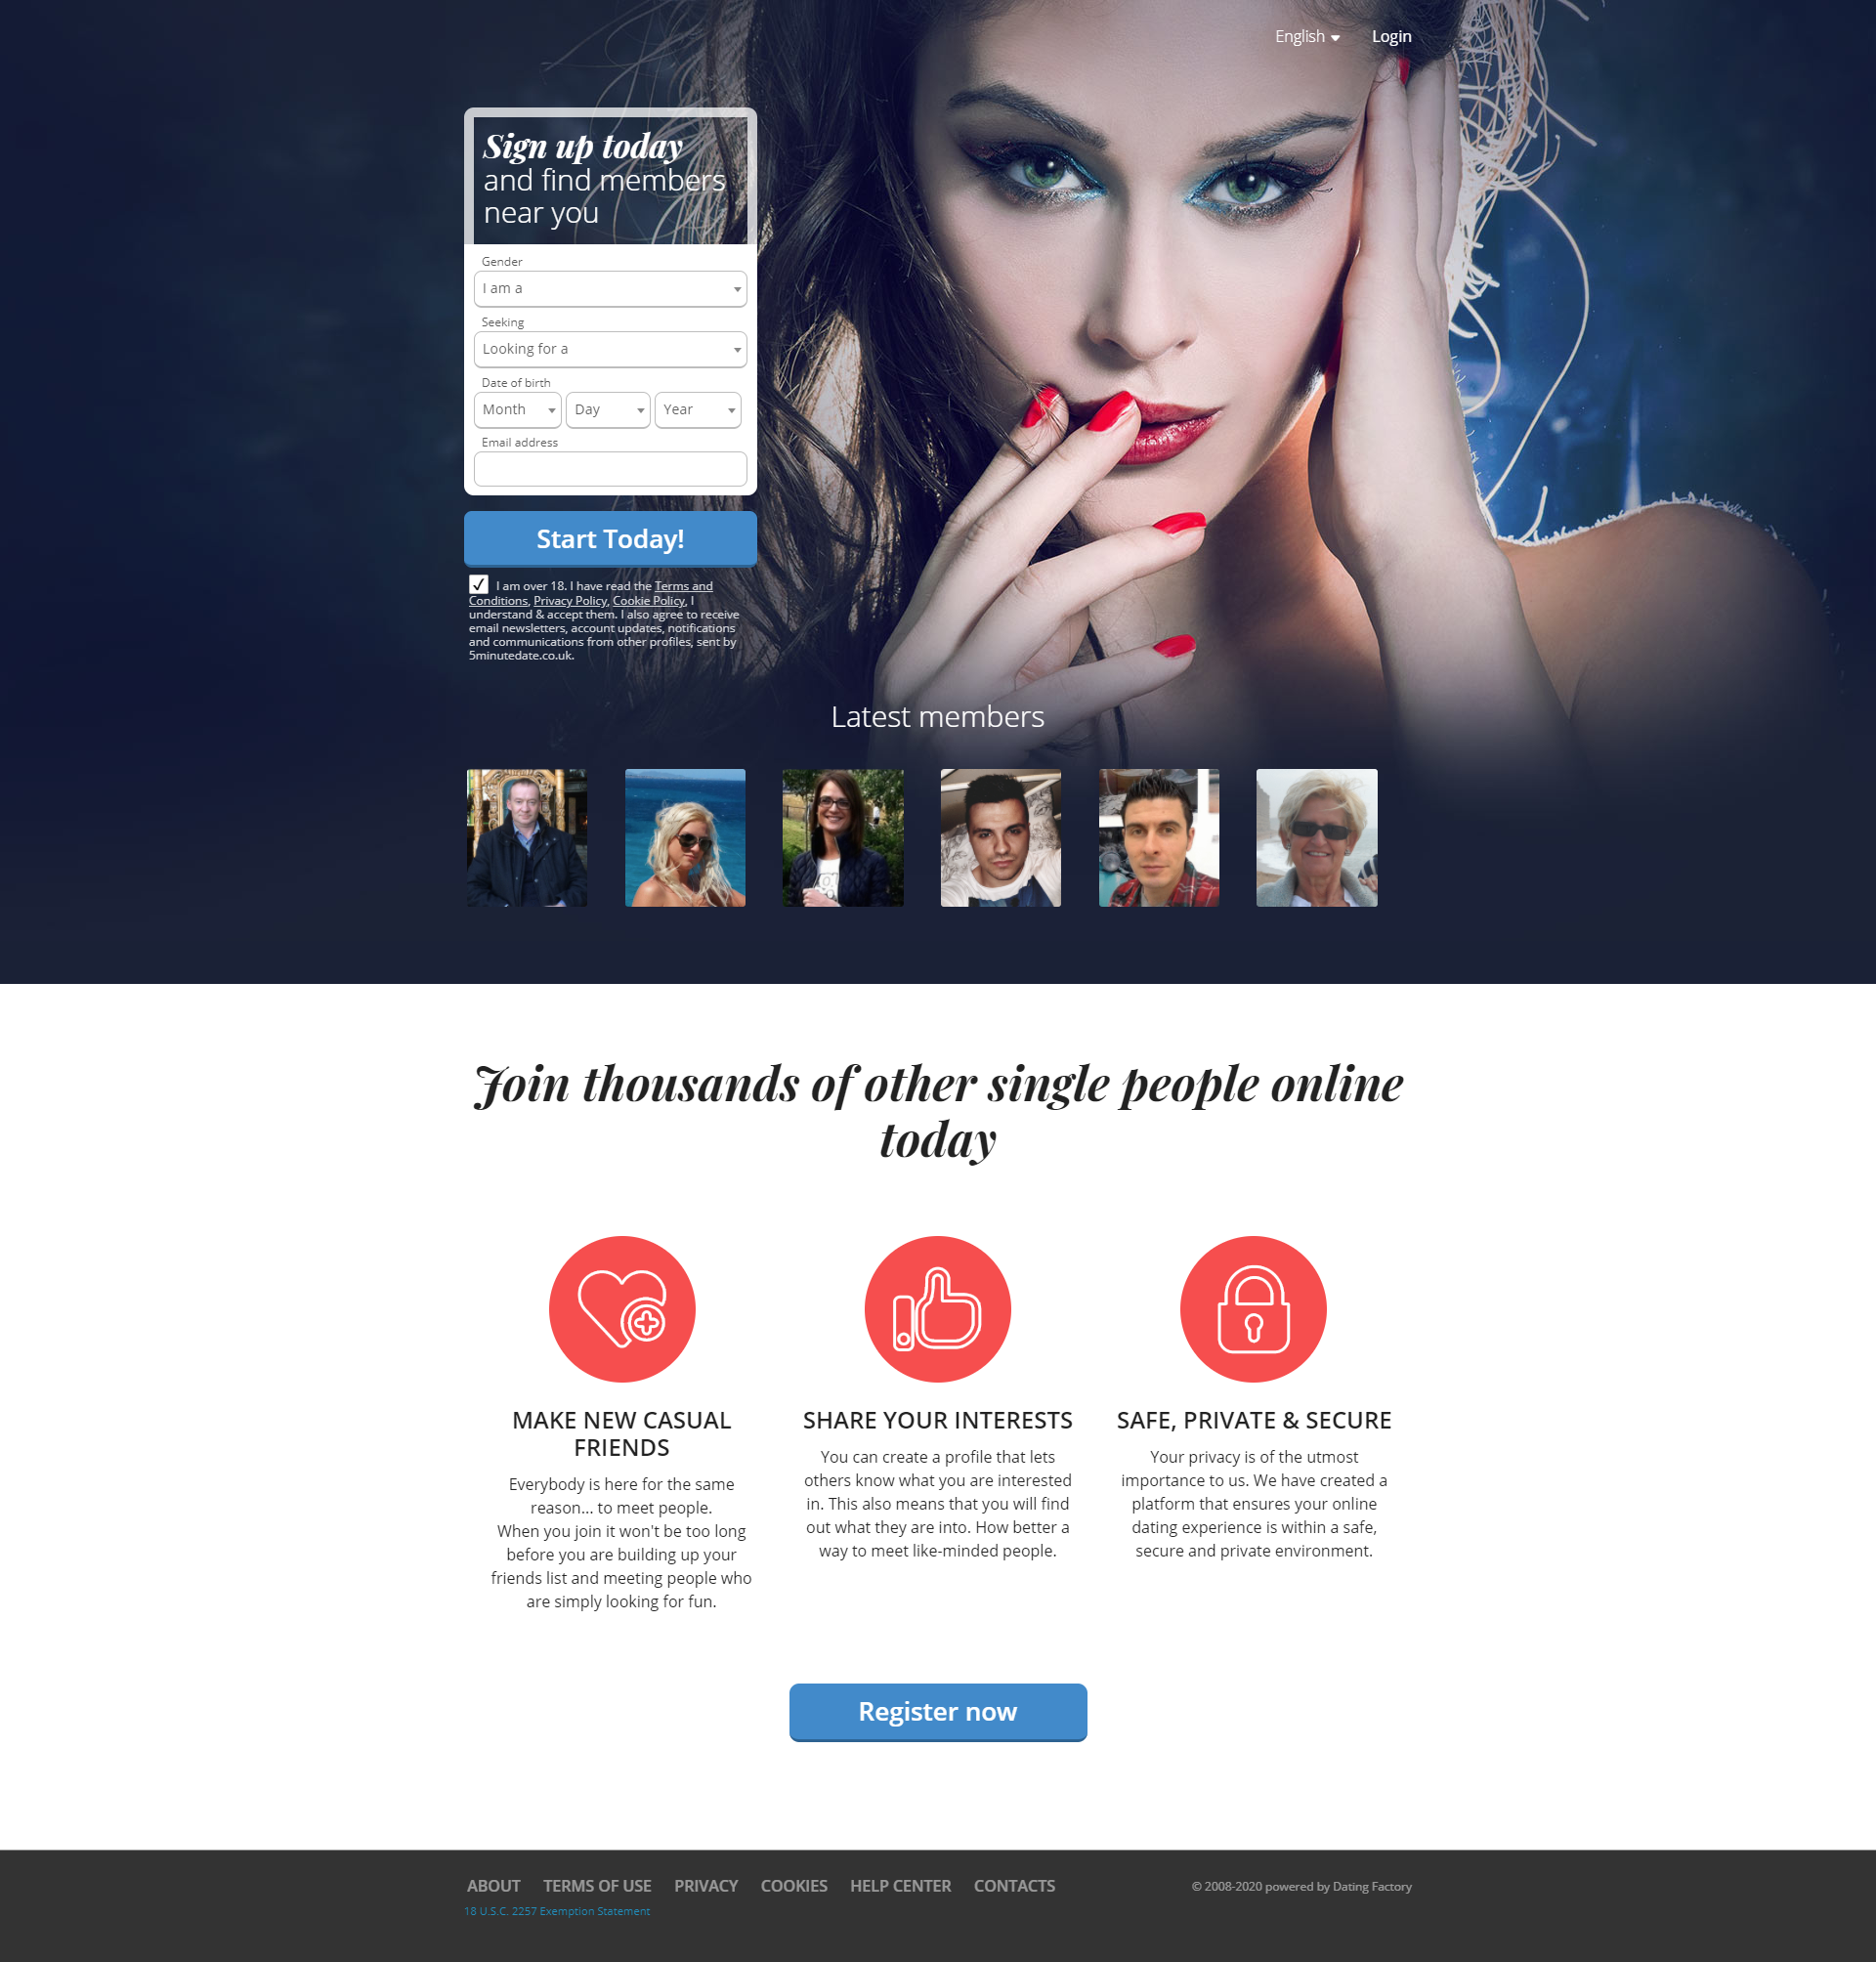 English
Login
Sign up today
and find members
near you
Gender
I am a
Seeking
Looking for a
Date of birth
Month
Day
Year
Email address
Start Today!
I am over 18. I have read the Terms and
Conditions, Privacy Policy, Cookie Policy, I
understand & accept them. I also agree to receive
email newsletters, account updates, notifications
and communications from other profiles, sent by
5minutedate.co.uk.
Latest members
Join thousands of other single people online
today
MAKE NEW CASUAL
FRIENDS
Everybody is here for the same
reason... to meet people.
When you join it won't be too long
before you are building up your
friends list and meeting people who
are simply looking for fun.
SHARE YOUR INTERESTS
You can create a profile that lets
others know what you are interested
in. This also means that you will find
out what they are into. How better a
way to meet like-minded people.
SAFE, PRIVATE & SECURE
Your privacy is of the utmost
importance to us. We have created a
platform that ensures your online
dating experience is within a safe,
secure and private environment.
Register now
ABOUT TERMS OF USE PRIVACY COOKIES HELP CENTER CONTACTS
© 2008-2020 powered by Dating Factory
18 U.S.C. 2257 Exemption Statement